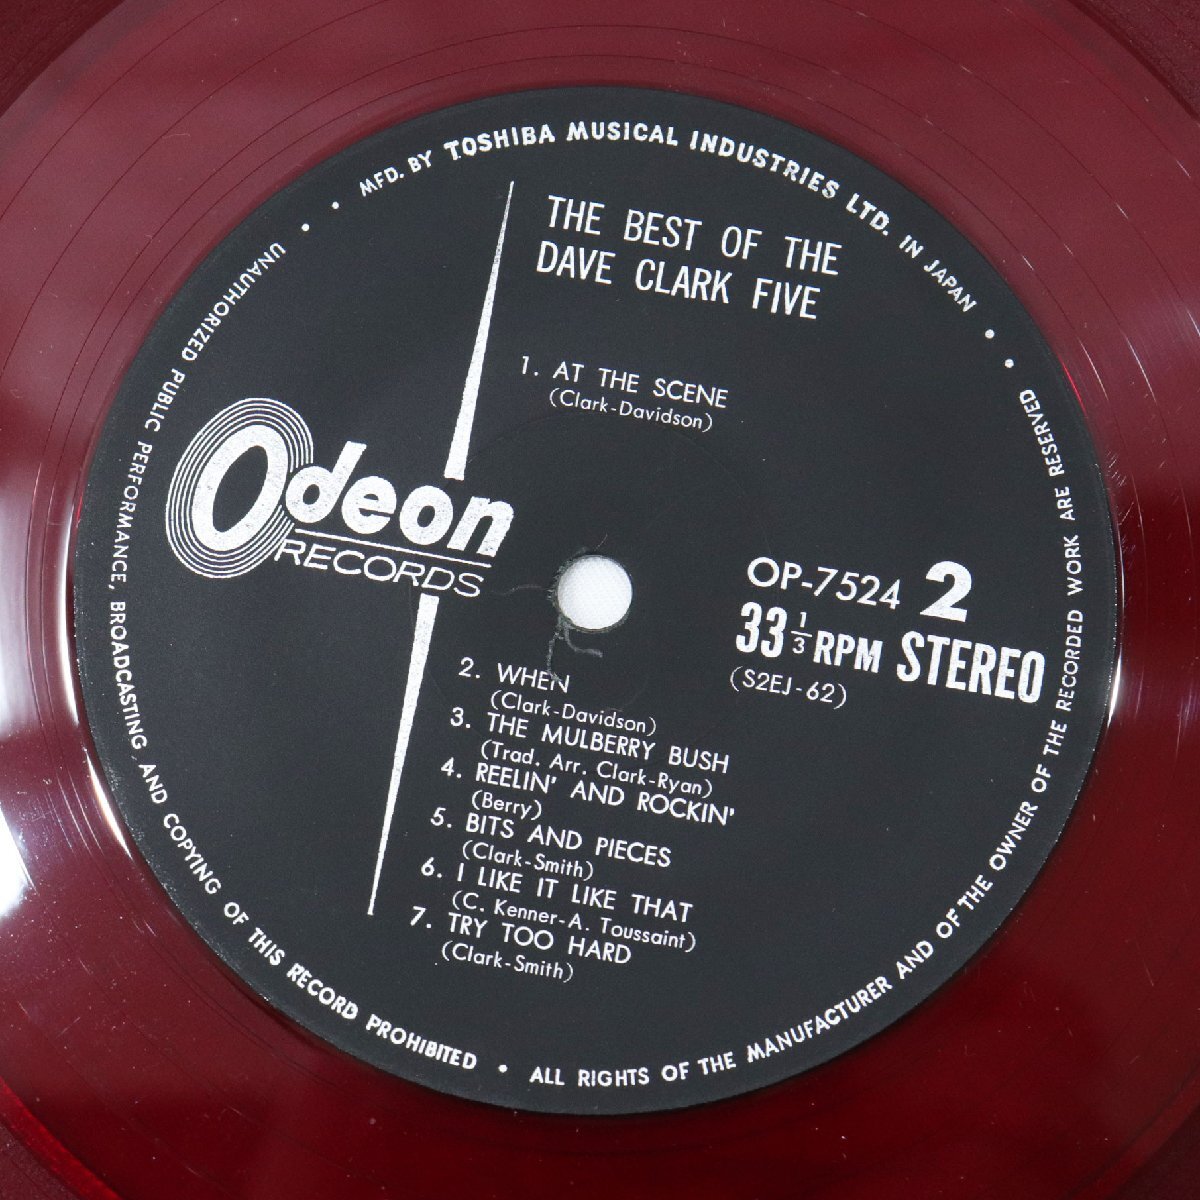 MFD. BY TOSHIBA MUSICAL INDUSTRIES LTD. IN JAPAN
THE BEST OF THE
DAVE CLARK FIVE
1. AT THE SCENE
(Clark-Davidson)
Odeon
RECORDS
OP-7524 2
33 1/3 RPM STEREO
(S2EJ-62)
2. WHEN
(Clark-Davidson)
3. THE MULBERRY BUSH
(Trad. Arr. Clark-Ryan)
4. REELIN' AND ROCKIN'
(Berry)
5. BITS AND PIECES
(Clark-Smith)
6. I LIKE IT LIKE THAT
(C. Kenner-A. Toussaint)
7. TRY TOO HARD
(Clark-Smith)
UNAUTHORIZED PUBLIC PERFORMANCE, BROADCASTING AND COPYING OF THIS RECORD PROHIBITED
ALL RIGHTS OF THE MANUFACTURER AND OF THE OWNER OF THE RECORDED WORK ARE RESERVED